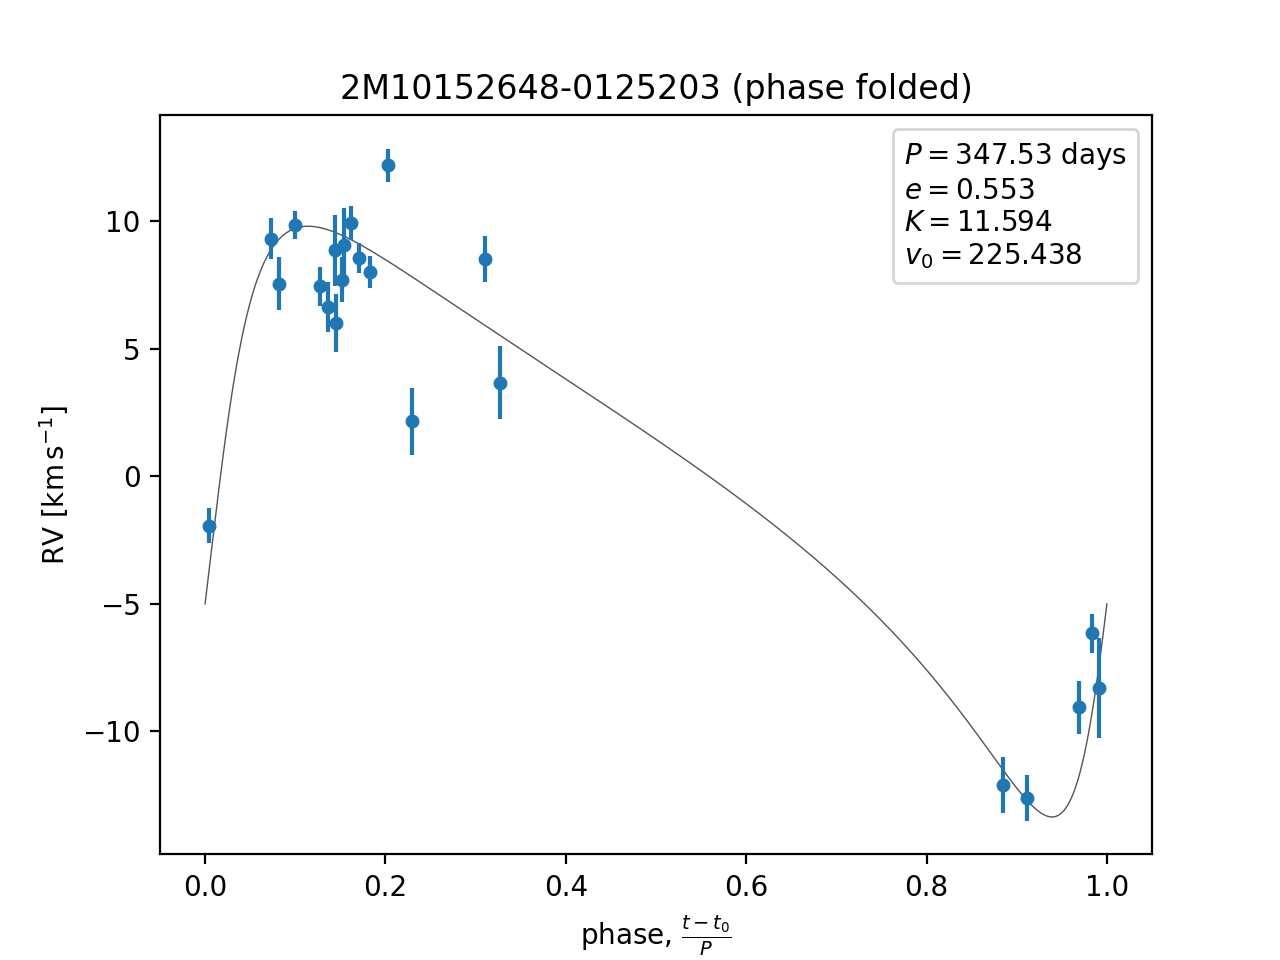 2M10152648-0125203 (phase folded)
P = 347.53 days
e = 0.553
K = 11.594
v₀ = 225.438
10
5
0
−5
−10
RV [km s⁻¹]
0.0 0.2 0.4 0.6 0.8 1.0
phase, (t − t₀)/P